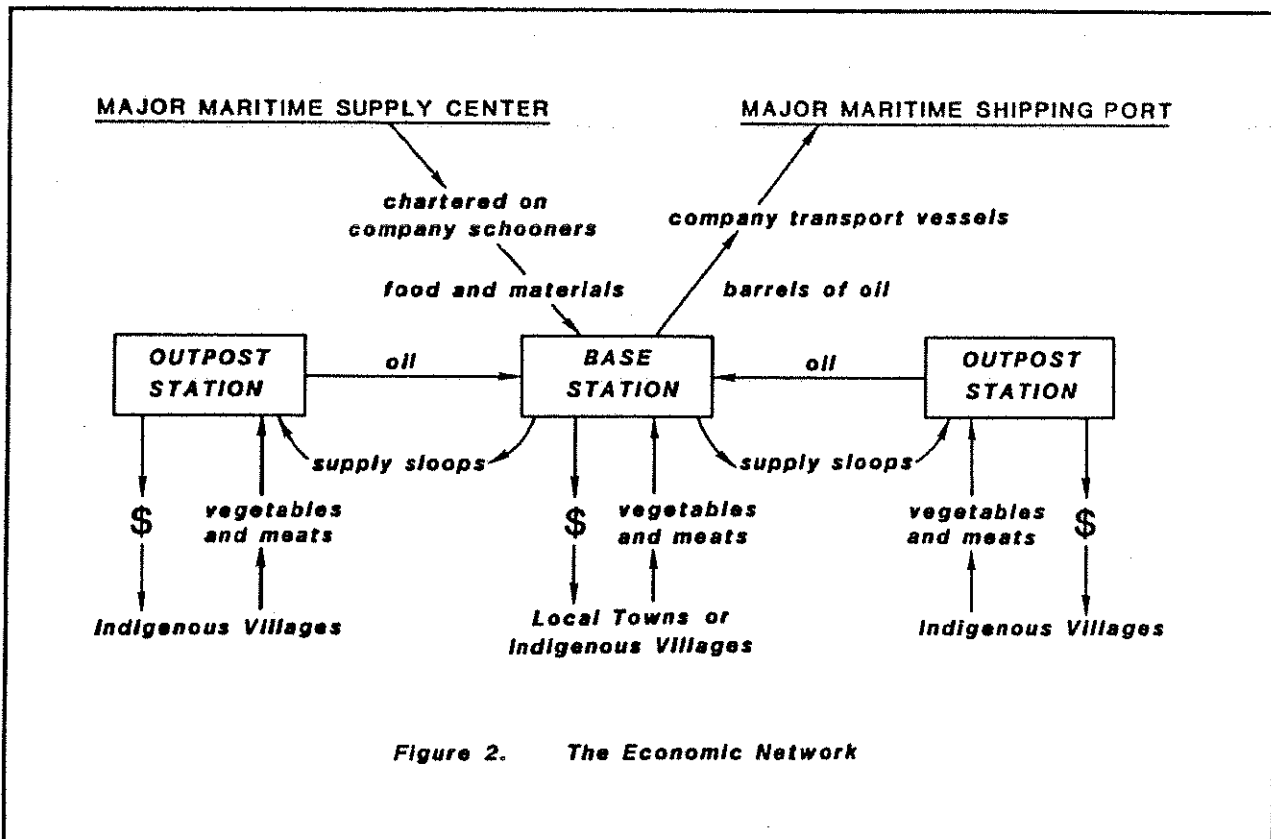 MAJOR MARITIME SUPPLY CENTER
MAJOR MARITIME SHIPPING PORT
chartered on
company schooners
company transport vessels
food and materials
barrels of oil
OUTPOST
STATION
oil
BASE
STATION
oil
OUTPOST
STATION
supply sloops
supply sloops
$
vegetables
and meats
$
vegetables
and meats
vegetables
and meats
$
Indigenous Villages
Local Towns or
Indigenous Villages
Indigenous Villages
Figure 2. The Economic Network